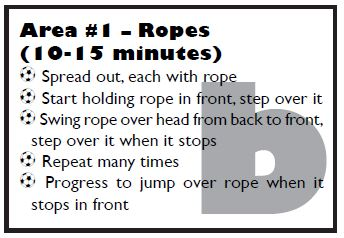 Area #1 – Ropes
(10-15 minutes)
Spread out, each with rope
Start holding rope in front, step over it
Swing rope over head from back to front,
step over it when it stops
Repeat many times
Progress to jump over rope when it
stops in front
b